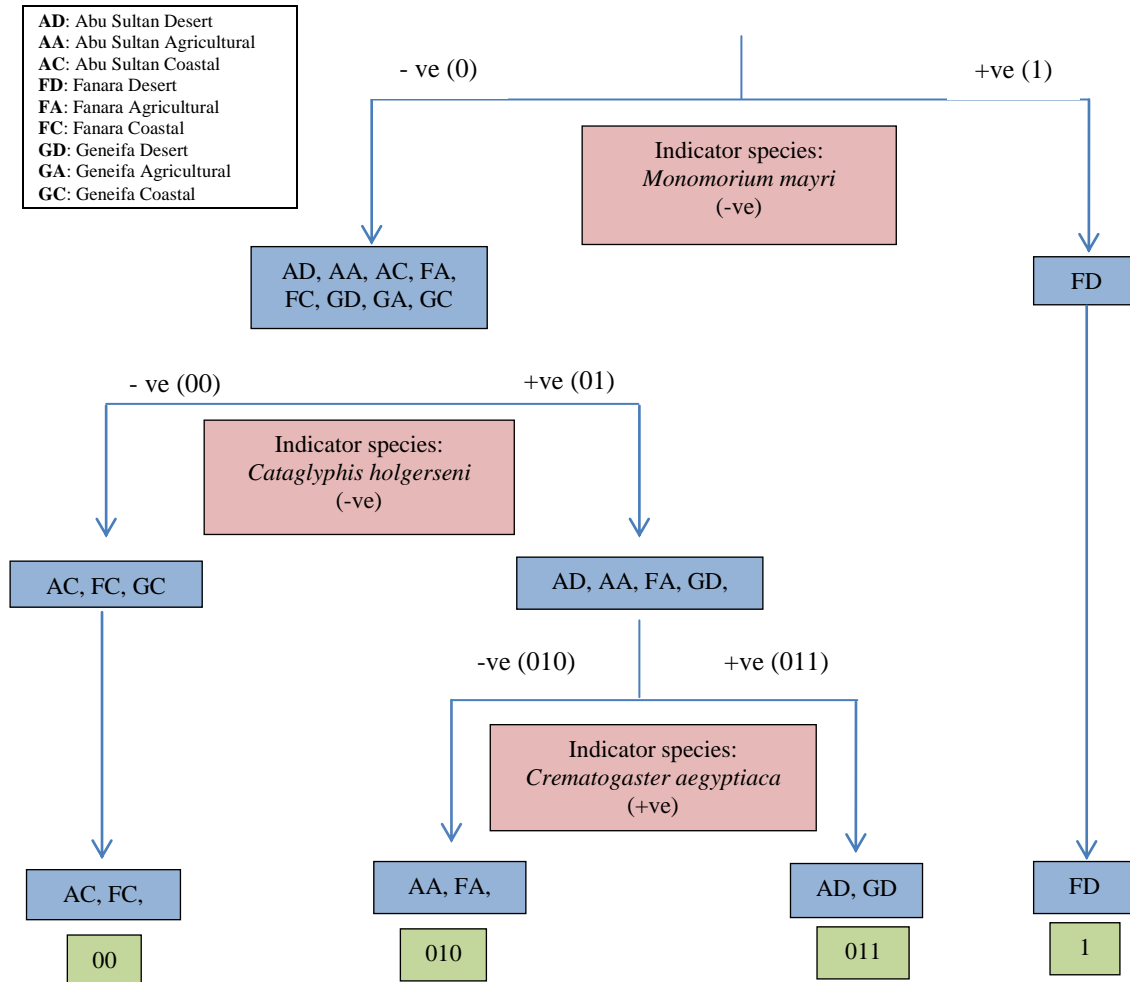 AD: Abu Sultan Desert
AA: Abu Sultan Agricultural
AC: Abu Sultan Coastal
FD: Fanara Desert
FA: Fanara Agricultural
FC: Fanara Coastal
GD: Geneifa Desert
GA: Geneifa Agricultural
GC: Geneifa Coastal
- ve (0)
+ve (1)
Indicator species:
Monomorium mayri
(-ve)
AD, AA, AC, FA,
FC, GD, GA, GC
FD
- ve (00)
+ve (01)
Indicator species:
Cataglyphis holgerseni
(-ve)
AC, FC, GC
AD, AA, FA, GD,
-ve (010)
+ve (011)
Indicator species:
Crematogaster aegyptiaca
(+ve)
AC, FC,
AA, FA,
AD, GD
FD
00
010
011
1